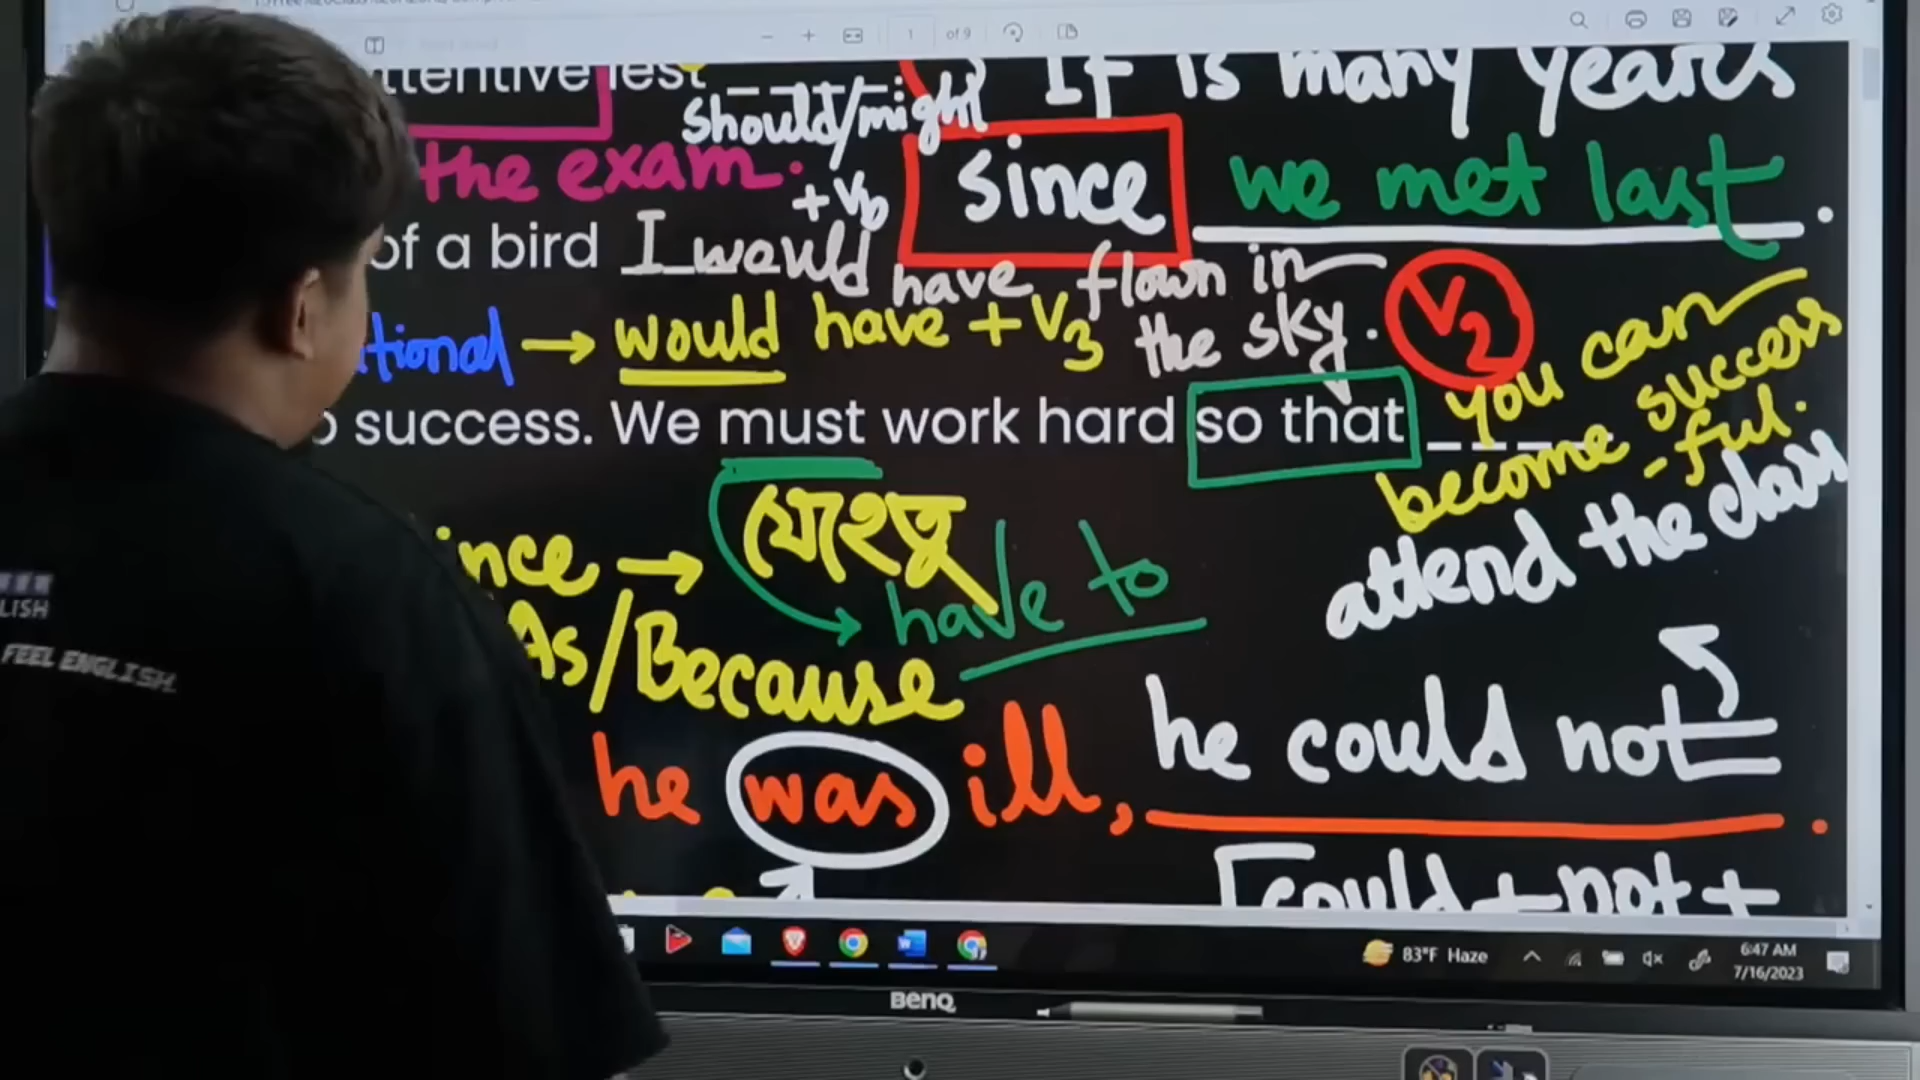 1 of 9
ttentive lest _ _ _ _ _ .
should/might
+ V
It is many years
the exam.
since we met last.
of a bird I would have flown in
the sky.
V2
tional → would have + V3
success. We must work hard so that _ _ _ _ _
you can
become success
-ful.
attend the class
ince → যেহেতু
have to
As/Because
he was ill, he could not
.
[could + not +
LISH
FEEL ENGLISH.
83°F Haze
6:47 AM
7/16/2023
BenQ